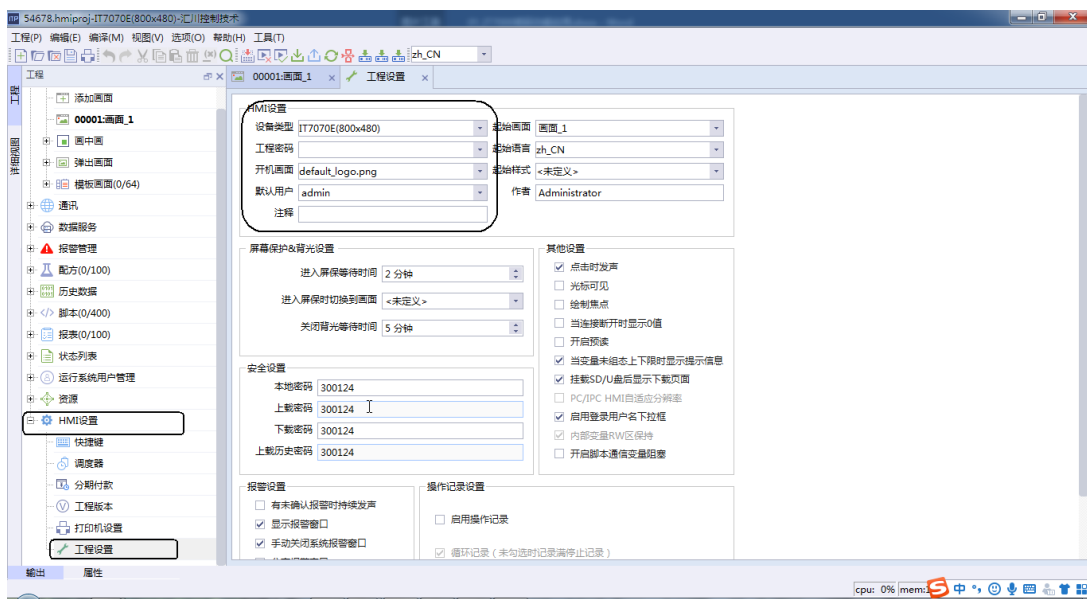 54678.hmiproj-IT7070E(800x480)-汇川控制技术
工程(P) 编辑(E) 编译(M) 视图(V) 选项(O) 帮助(H) 工具(T)
zh_CN
工程
00001:画面_1 × 工程设置 ×
工程
详细视图
添加画面
00001:画面_1
画中画
弹出画面
模板画面(0/64)
通讯
数据服务
报警管理
配方(0/100)
历史数据
脚本(0/400)
报表(0/100)
状态列表
运行系统用户管理
资源
HMI设置
快捷键
调度器
分期付款
工程版本
打印机设置
工程设置
HMI设置
设备类型 IT7070E(800x480) 起始画面 画面_1
工程密码 起始语言 zh_CN
开机画面 default_logo.png 起始样式 <未定义>
默认用户 admin 作者 Administrator
注释
屏幕保护&背光设置
进入屏保等待时间 2 分钟
进入屏保时切换到画面 <未定义>
关闭背光等待时间 5 分钟
安全设置
本地密码 300124
上载密码 300124
下载密码 300124
上载历史密码 300124
其他设置
点击时发声
光标可见
绘制焦点
当连接断开时显示0值
开启预读
当变量未组态上下限时显示提示信息
挂载SD/U盘后显示下载页面
PC/IPC HMI自适应分辨率
启用登录用户名下拉框
内部变量RW区保持
开启脚本通信变量阻塞
报警设置
有未确认报警时持续发声
显示报警窗口
手动关闭系统报警窗口
操作记录设置
启用操作记录
循环记录 ( 未勾选时记录满停止记录 )
输出 属性
cpu: 0% mem:
中